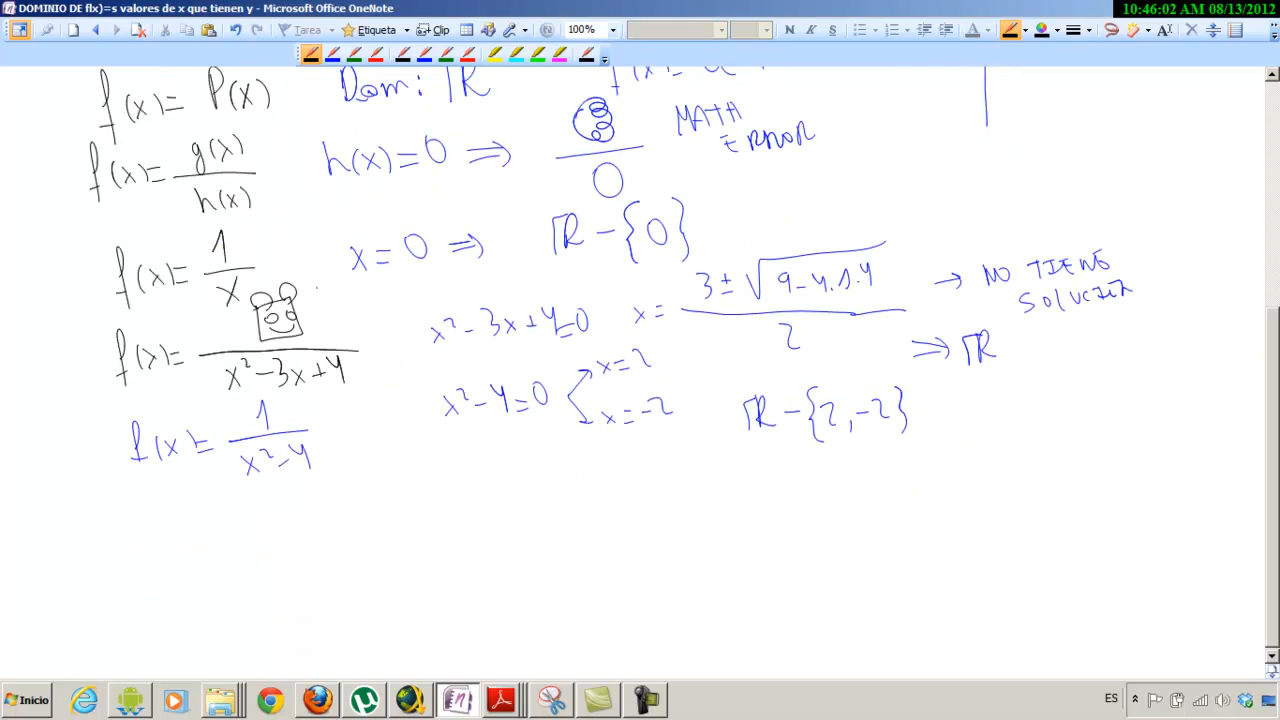 10:46:02 AM 08/13/2012
DOMINIO DE f(x)=s valores de x que tienen y - Microsoft Office OneNote
Tarea Etiqueta Clip 100% N K S A
f(x)= P(x)
Dom: ℝ
f(x)= g(x)/h(x)
h(x)=0 ⇒ /0
MATH
ERROR
f(x)= 1/x
x=0 ⇒ ℝ-{0}
f(x)= /x²-3x+4
x²-3x+4=0 x= 3±√9-4.1.4/2 → NO TIENE
SOLUCIÓN
⇒ ℝ
f(x)= 1/x²-4
x²-4=0 x=2
x=-2
ℝ-{2,-2}
Inicio ES